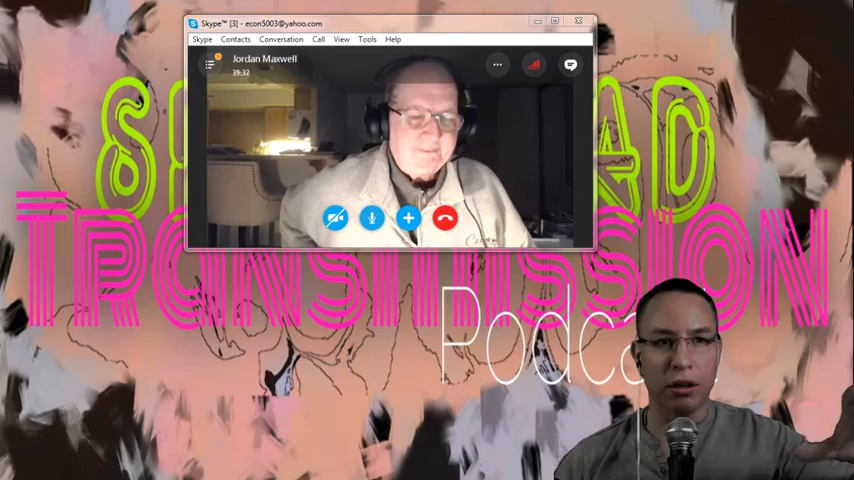 Skype™ [3] - econ5003@yahoo.com
Skype Contacts Conversation Call View Tools Help
Jordan Maxwell
39:32
TRANSMISSION